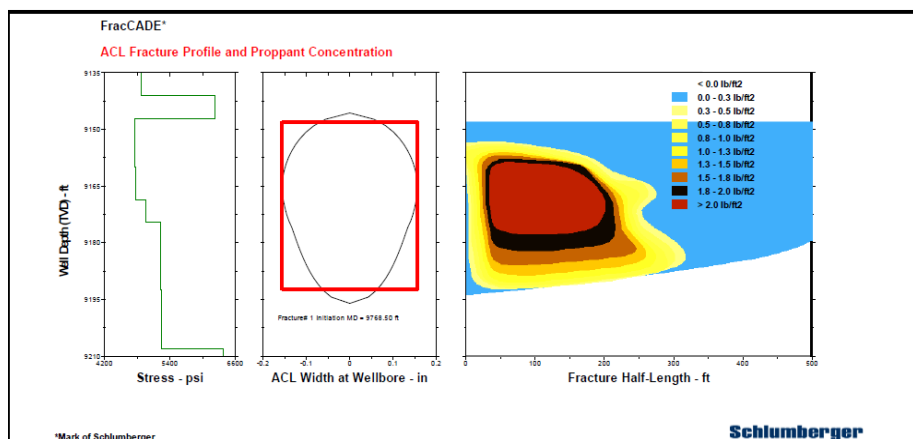 FracCADE*
ACL Fracture Profile and Proppant Concentration
9135
9150
9165
9180
9195
9210
Well Depth (TVD) - ft
4200
5400
6600
Stress - psi
Fracture# 1 Initiation MD = 9768.50 ft
-0.2
-0.1
0
0.1
0.2
ACL Width at Wellbore - in
< 0.0 lb/ft2
0.0 - 0.3 lb/ft2
0.3 - 0.5 lb/ft2
0.5 - 0.8 lb/ft2
0.8 - 1.0 lb/ft2
1.0 - 1.3 lb/ft2
1.3 - 1.5 lb/ft2
1.5 - 1.8 lb/ft2
1.8 - 2.0 lb/ft2
> 2.0 lb/ft2
0
100
200
300
400
500
Fracture Half-Length - ft
*Mark of Schlumberger
Schlumberger